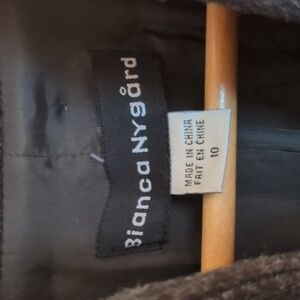 Bianca Nygård
MADE IN CHINA
FAIT EN CHINE
10